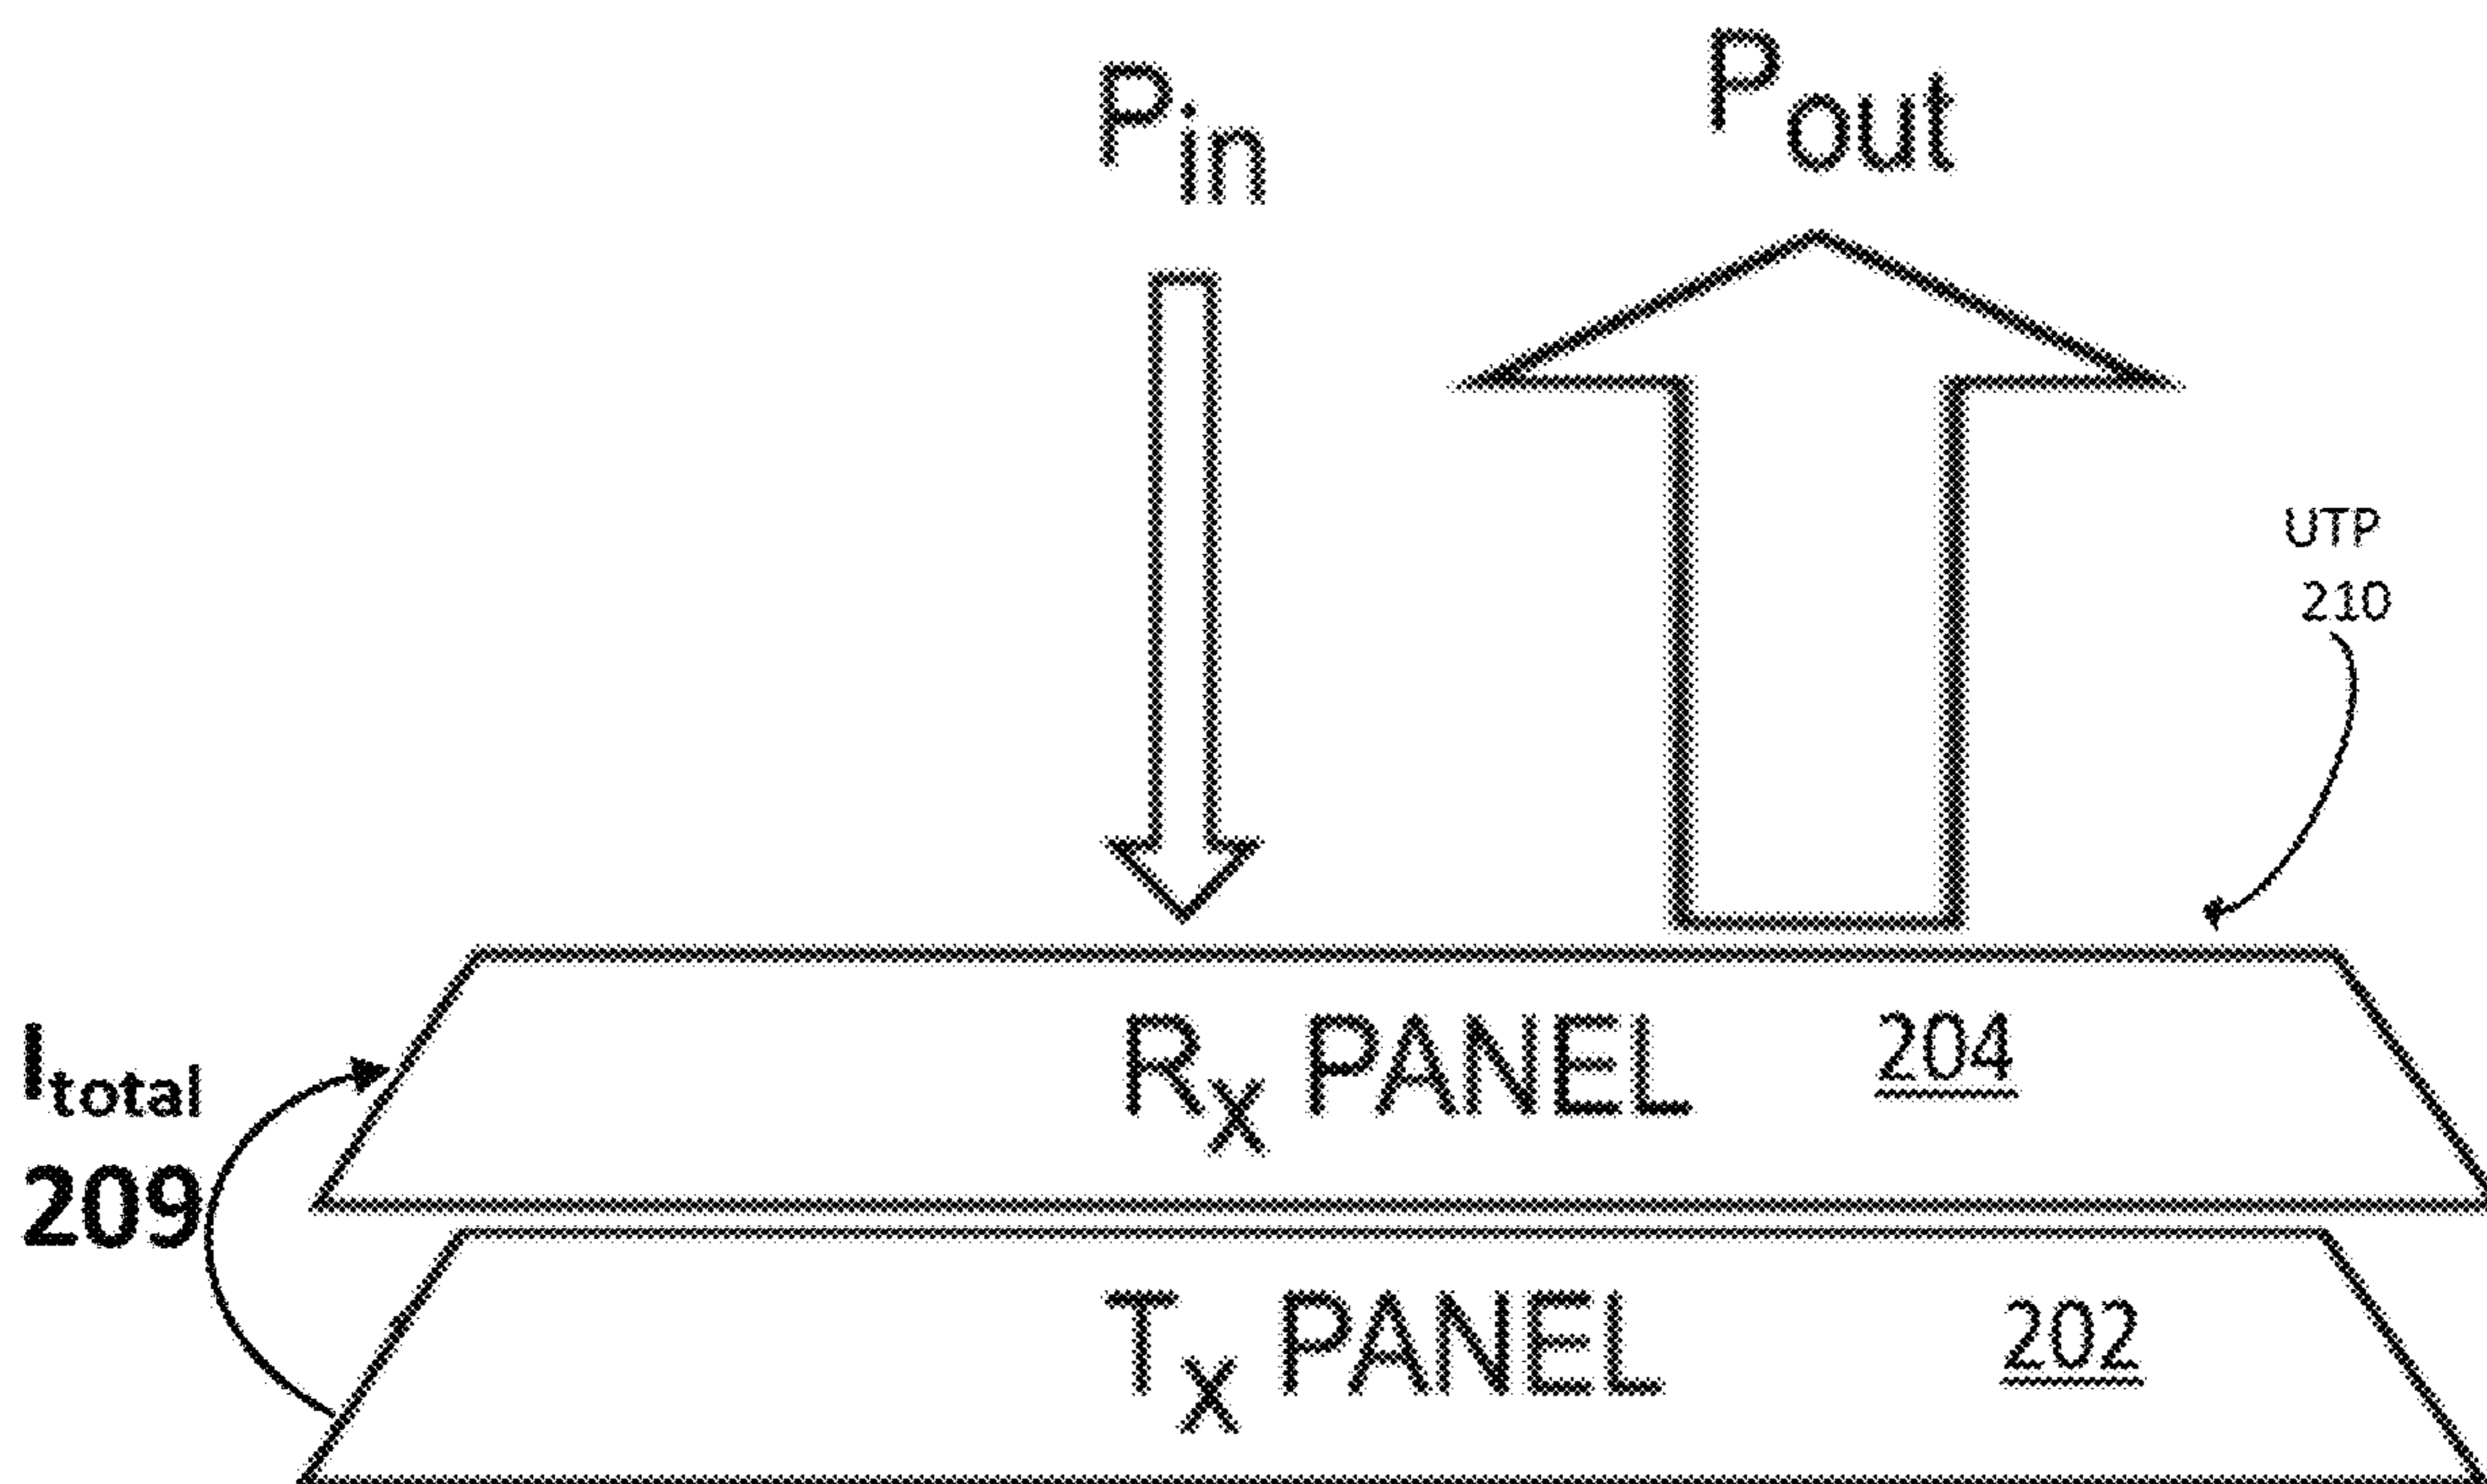 Pin
Pout
UTP
210
Itotal
209
RX PANEL 204
TX PANEL 202